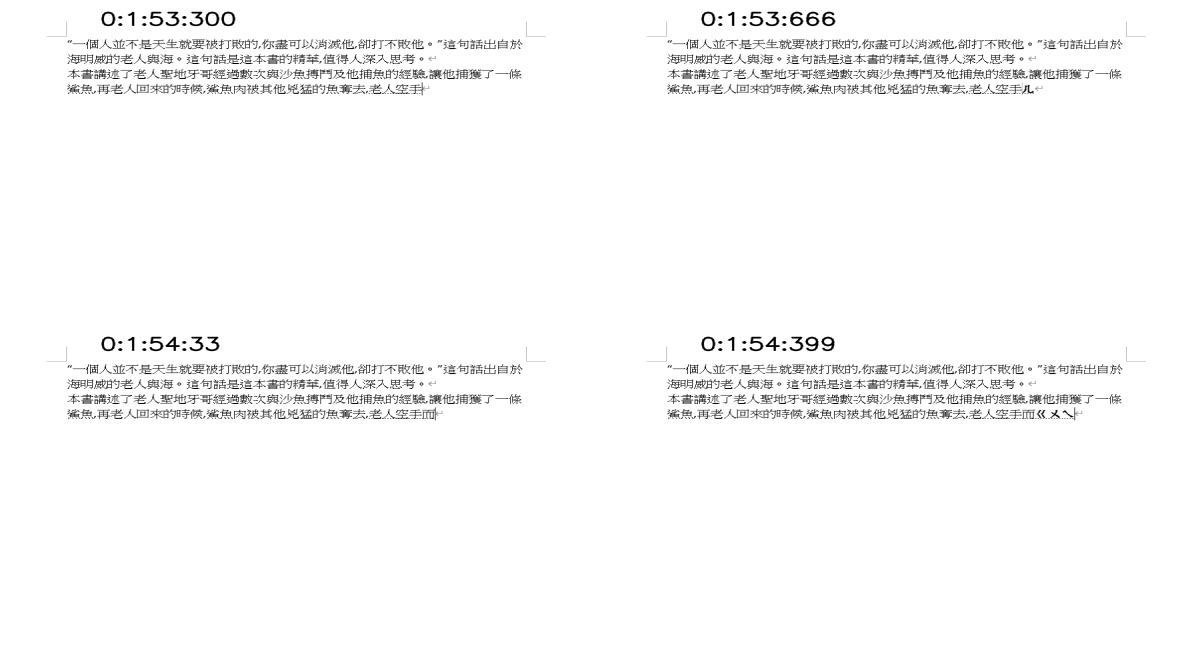 0:1:53:300
“一個人並不是天生就要被打敗的,你盡可以消滅他,卻打不敗他。”這句話出自於
海明威的老人與海。這句話是這本書的精華,值得人深入思考。
本書講述了老人聖地牙哥經過數次與沙魚搏鬥及他捕魚的經驗,讓他捕獲了一條
鯊魚,再老人回來的時候,鯊魚肉被其他兇猛的魚奪去,老人空手
0:1:53:666
“一個人並不是天生就要被打敗的,你盡可以消滅他,卻打不敗他。”這句話出自於
海明威的老人與海。這句話是這本書的精華,值得人深入思考。
本書講述了老人聖地牙哥經過數次與沙魚搏鬥及他捕魚的經驗,讓他捕獲了一條
鯊魚,再老人回來的時候,鯊魚肉被其他兇猛的魚奪去,老人空手ㄦ
0:1:54:33
“一個人並不是天生就要被打敗的,你盡可以消滅他,卻打不敗他。”這句話出自於
海明威的老人與海。這句話是這本書的精華,值得人深入思考。
本書講述了老人聖地牙哥經過數次與沙魚搏鬥及他捕魚的經驗,讓他捕獲了一條
鯊魚,再老人回來的時候,鯊魚肉被其他兇猛的魚奪去,老人空手而
0:1:54:399
“一個人並不是天生就要被打敗的,你盡可以消滅他,卻打不敗他。”這句話出自於
海明威的老人與海。這句話是這本書的精華,值得人深入思考。
本書講述了老人聖地牙哥經過數次與沙魚搏鬥及他捕魚的經驗,讓他捕獲了一條
鯊魚,再老人回來的時候,鯊魚肉被其他兇猛的魚奪去,老人空手而ㄍㄨㄟ